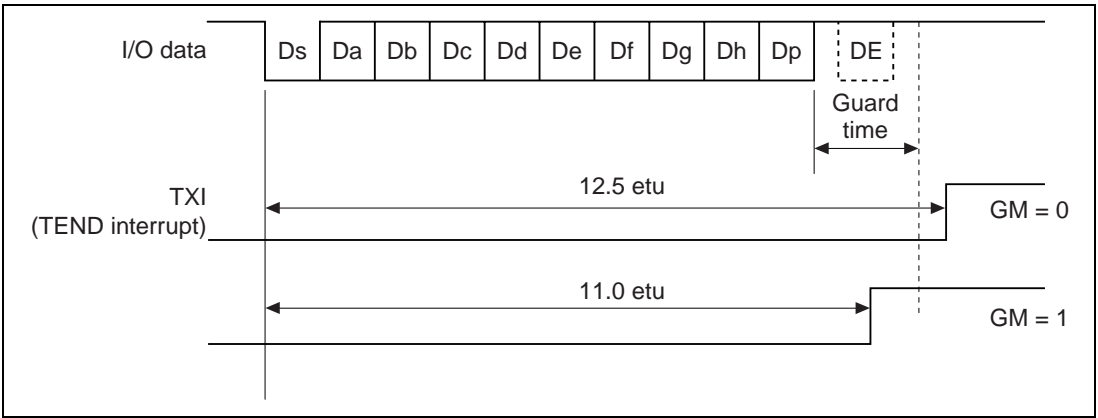 I/O data Ds Da Db Dc Dd De Df Dg Dh Dp DE
Guard
time
TXI
(TEND interrupt)
12.5 etu
GM = 0
11.0 etu
GM = 1